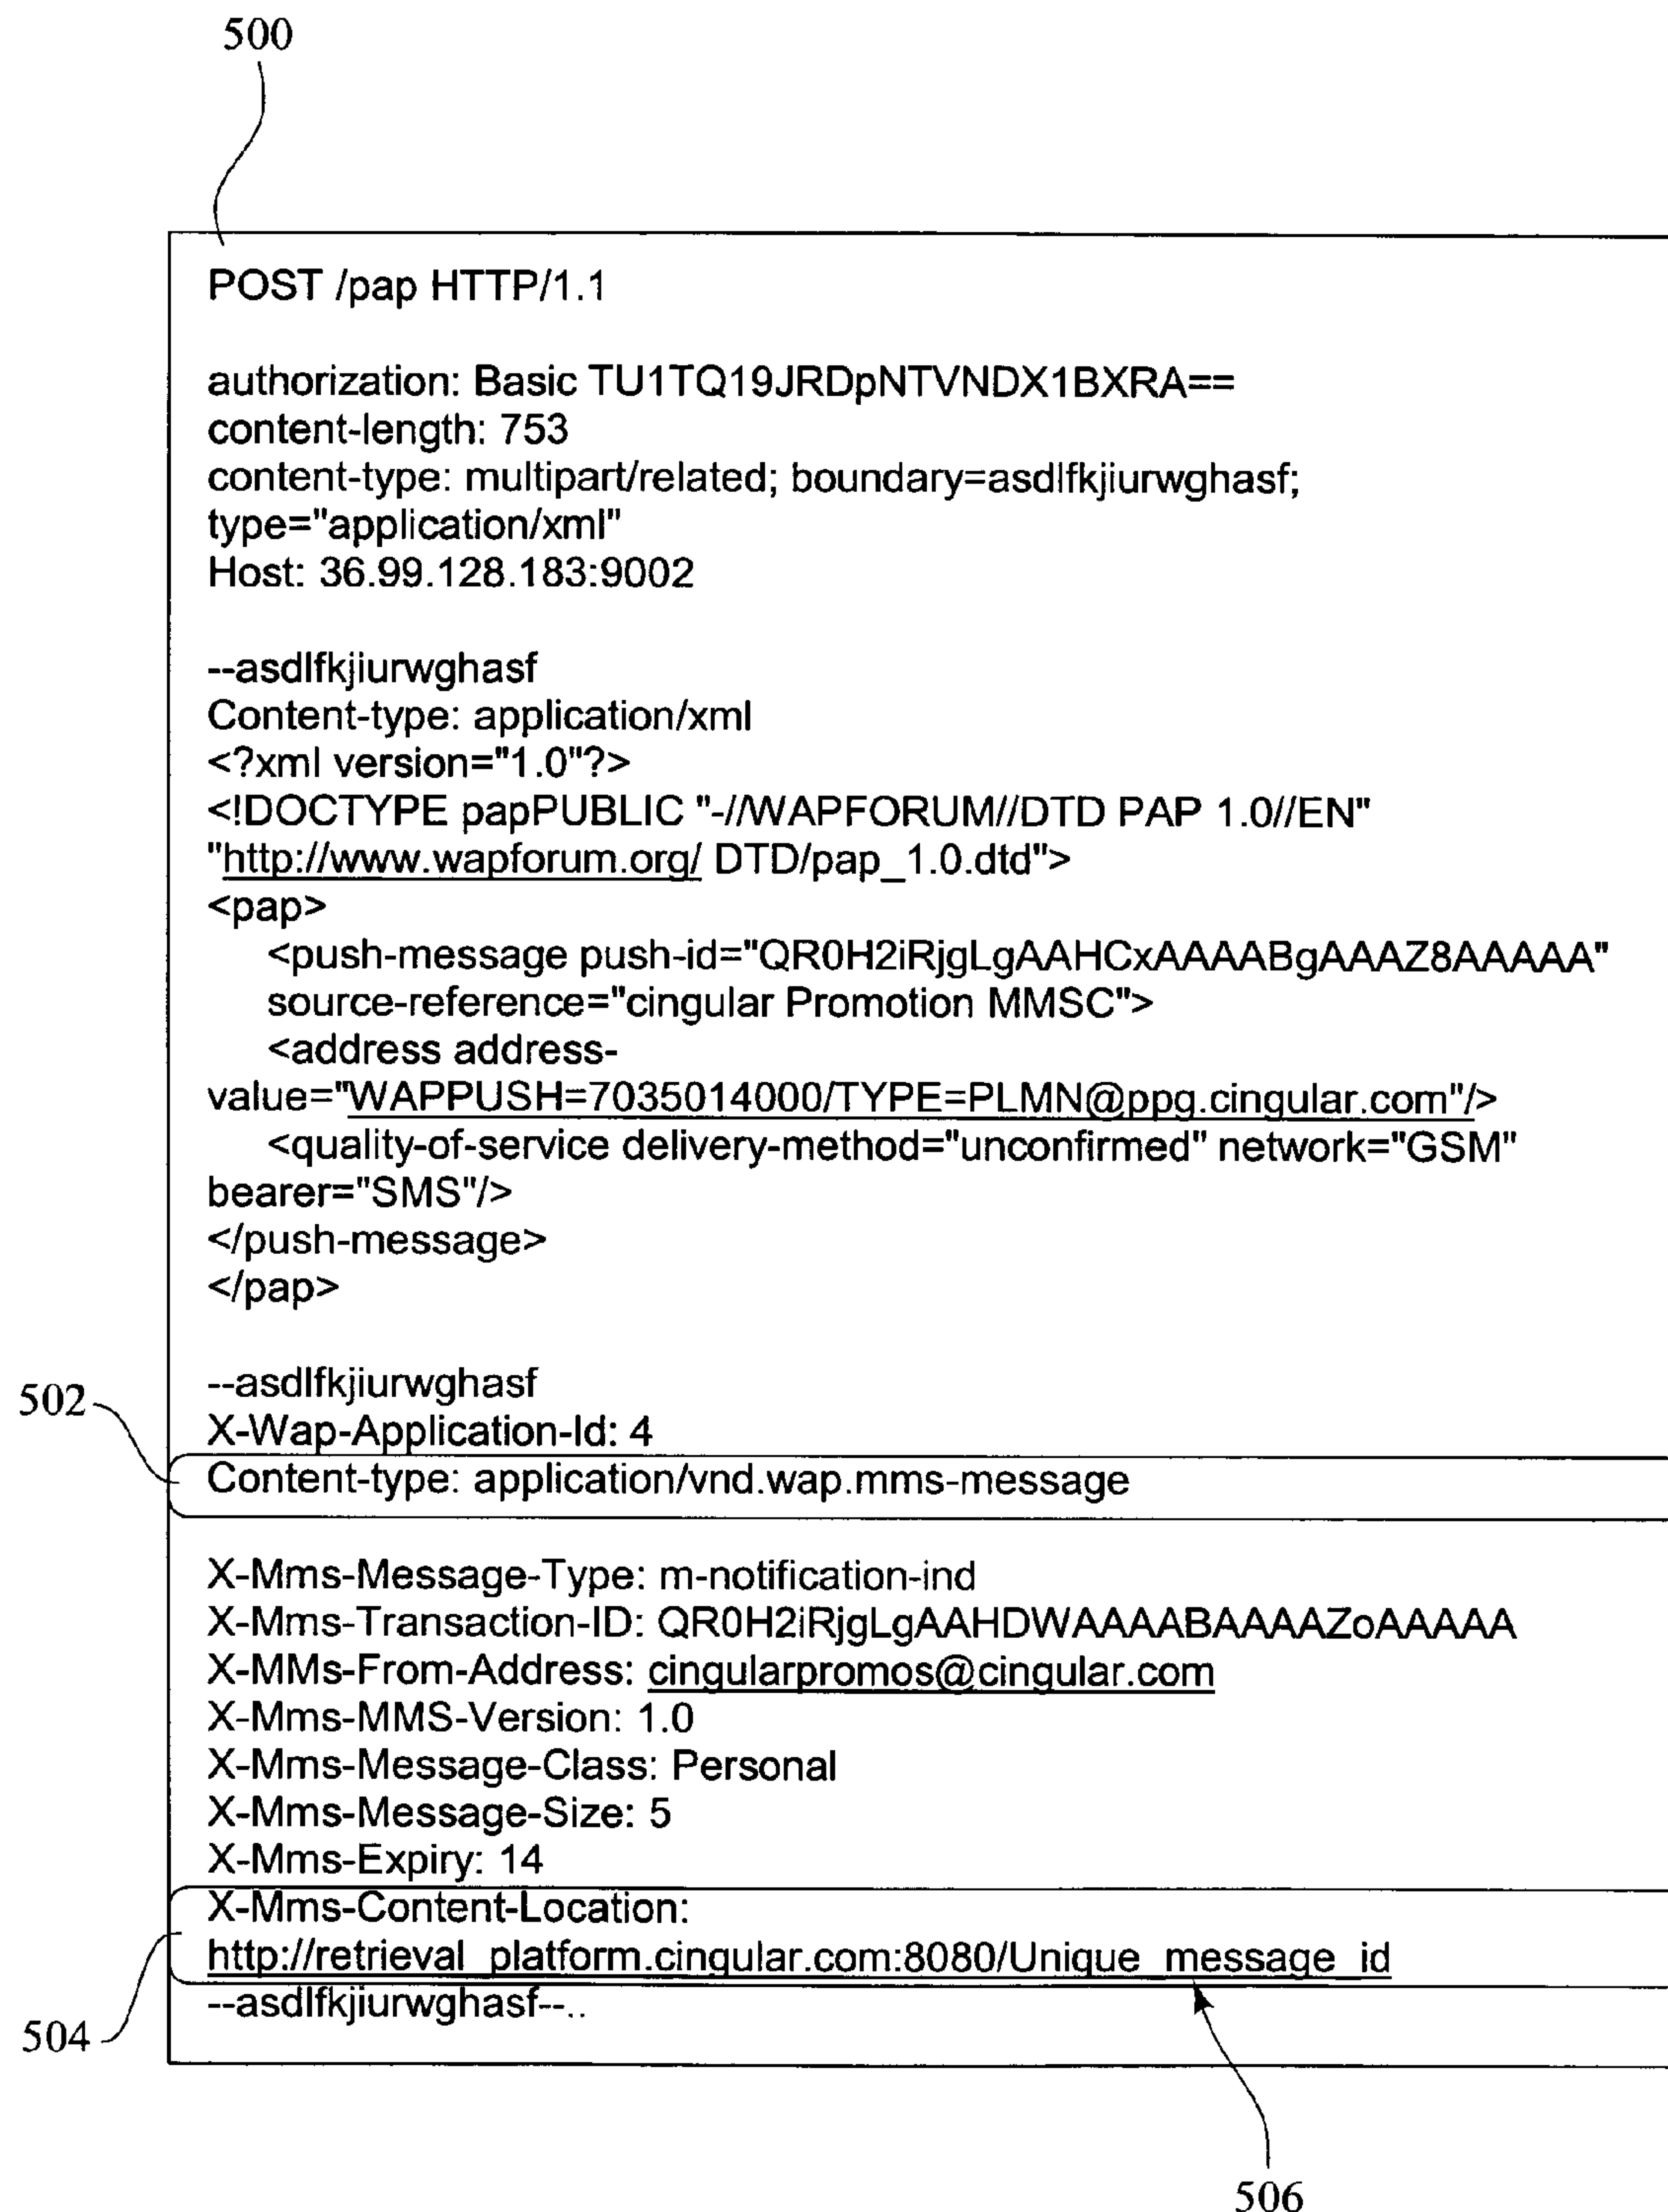 500
POST /pap HTTP/1.1
authorization: Basic TU1TQ19JRDpNTVNDX1BXRA==
content-length: 753
content-type: multipart/related; boundary=asdlfkjiurwghasf;
type="application/xml"
Host: 36.99.128.183:9002
--asdlfkjiurwghasf
Content-type: application/xml
<?xml version="1.0"?>
<!DOCTYPE papPUBLIC "-//WAPFORUM//DTD PAP 1.0//EN"
"http://www.wapforum.org/ DTD/pap_1.0.dtd">
<pap>
<push-message push-id="QR0H2iRjgLgAAHCxAAAABgAAAZ8AAAAA"
source-reference="cingular Promotion MMSC">
<address address-
value="WAPPUSH=7035014000/TYPE=PLMN@ppg.cingular.com"/>
<quality-of-service delivery-method="unconfirmed" network="GSM"
bearer="SMS"/>
</push-message>
</pap>
--asdlfkjiurwghasf
X-Wap-Application-Id: 4
502
Content-type: application/vnd.wap.mms-message
X-Mms-Message-Type: m-notification-ind
X-Mms-Transaction-ID: QR0H2iRjgLgAAHDWAAAABAAAAZoAAAAA
X-MMs-From-Address: cingularpromos@cingular.com
X-Mms-MMS-Version: 1.0
X-Mms-Message-Class: Personal
X-Mms-Message-Size: 5
X-Mms-Expiry: 14
X-Mms-Content-Location:
http://retrieval_platform.cingular.com:8080/Unique_message_id
--asdlfkjiurwghasf--..
504
506